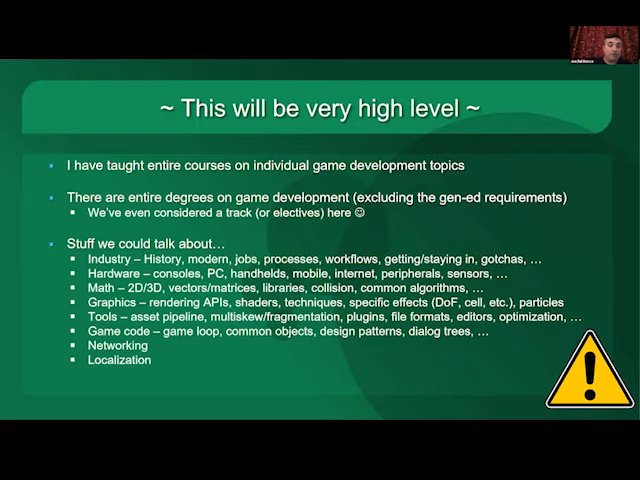 ~ This will be very high level ~
I have taught entire courses on individual game development topics
There are entire degrees on game development (excluding the gen-ed requirements)
We've even considered a track (or electives) here ☺
Stuff we could talk about…
Industry – History, modern, jobs, processes, workflows, getting/staying in, gotchas, …
Hardware – consoles, PC, handhelds, mobile, internet, peripherals, sensors, …
Math – 2D/3D, vectors/matrices, libraries, collision, common algorithms, …
Graphics – rendering APIs, shaders, techniques, specific effects (DoF, cell, etc.), particles
Tools – asset pipeline, multiskew/fragmentation, plugins, file formats, editors, optimization, …
Game code – game loop, common objects, design patterns, dialog trees, …
Networking
Localization